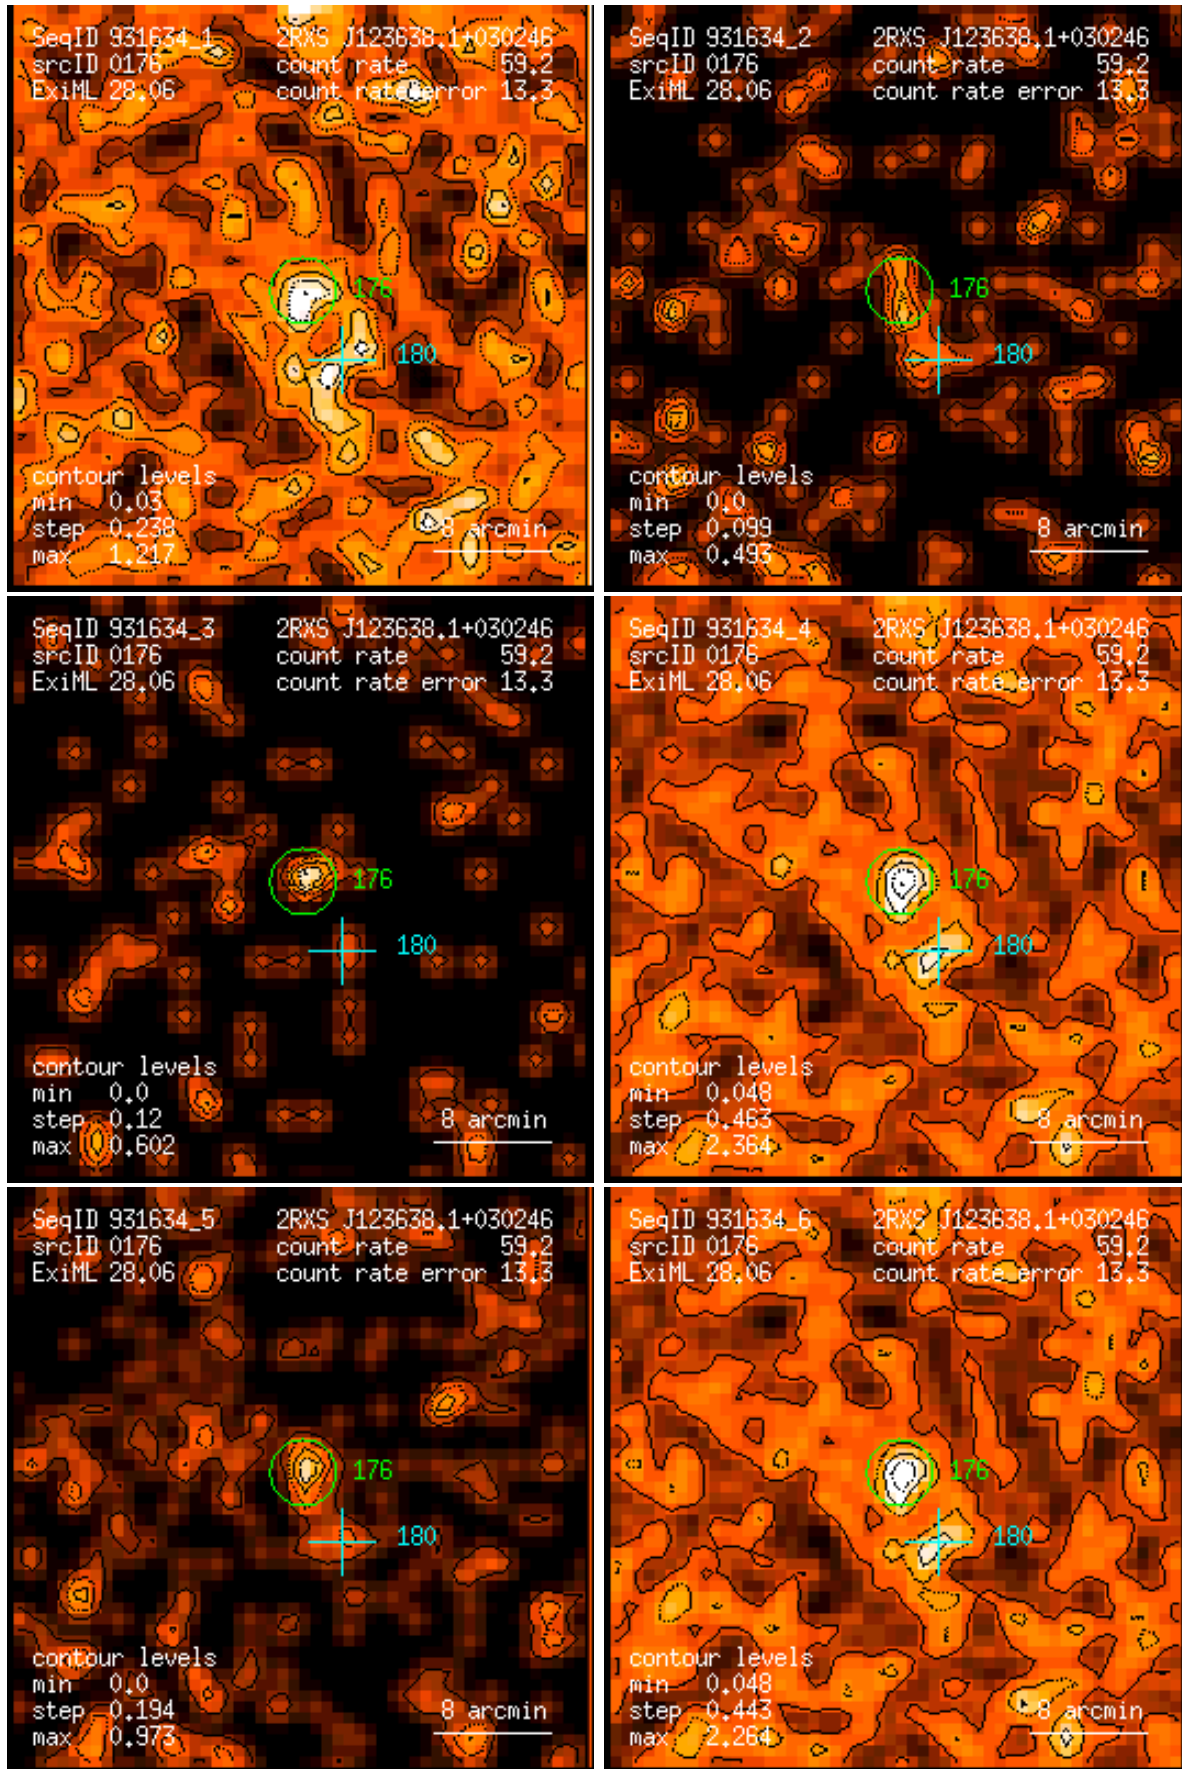 SeqID 931634_1 2RXS J123638.1+030246
srcID 0176 count rate 59.2
ExiML 28.06 count rate error 13.3
176
180
contour levels
min 0.03
step 0.238 8 arcmin
max 1.217
SeqID 931634_2 2RXS J123638.1+030246
srcID 0176 count rate 59.2
ExiML 28.06 count rate error 13.3
176
180
contour levels
min 0.0
step 0.099 8 arcmin
max 0.493
SeqID 931634_3 2RXS J123638.1+030246
srcID 0176 count rate 59.2
ExiML 28.06 count rate error 13.3
176
180
contour levels
min 0.0
step 0.12 8 arcmin
max 0.602
SeqID 931634_4 2RXS J123638.1+030246
srcID 0176 count rate 59.2
ExiML 28.06 count rate error 13.3
176
180
contour levels
min 0.048
step 0.463 8 arcmin
max 2.364
SeqID 931634_5 2RXS J123638.1+030246
srcID 0176 count rate 59.2
ExiML 28.06 count rate error 13.3
176
180
contour levels
min 0.0
step 0.194 8 arcmin
max 0.973
SeqID 931634_6 2RXS J123638.1+030246
srcID 0176 count rate 59.2
ExiML 28.06 count rate error 13.3
176
180
contour levels
min 0.048
step 0.443 8 arcmin
max 2.264